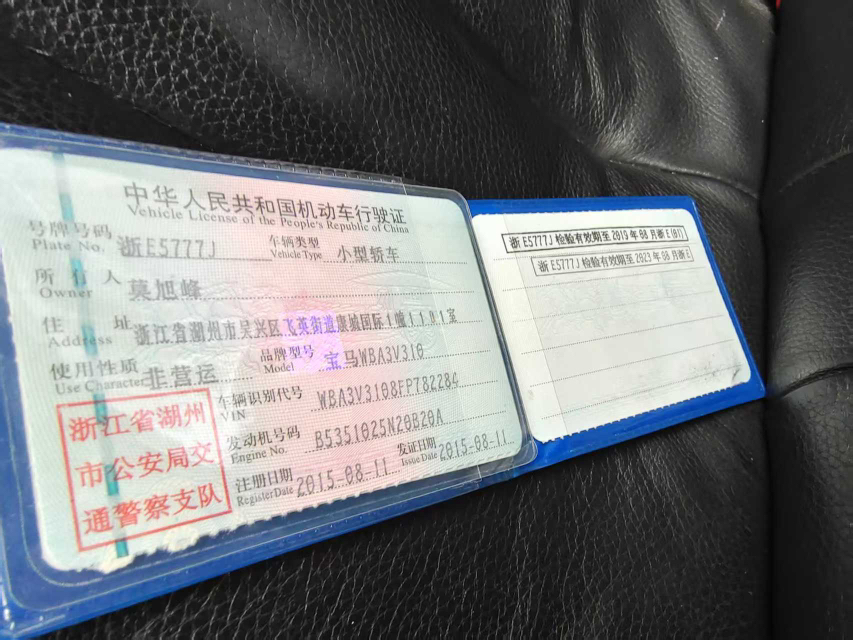 中华人民共和国机动车行驶证
Vehicle License of the People's Republic of China
号牌号码 浙E5777J 车辆类型 小型轿车
Plate No. Vehicle Type
所有人 莫旭峰
Owner
住址 浙江省湖州市吴兴区飞英街道康城国际1幢1101室
Address
使用性质 非营运 品牌型号 宝马WBA3V310
Use Character Model
车辆识别代号 WBA3V3108FP782284
VIN
发动机号码 B5351025N20B20A
Engine No.
注册日期 2015-08-11 发证日期 2015-08-11
Register Date Issue Date
浙江省湖州
市公安局交
通警察支队
浙E5777J 检验有效期至2019年08月浙E(01)
浙E5777J 检验有效期至2023年08月浙E